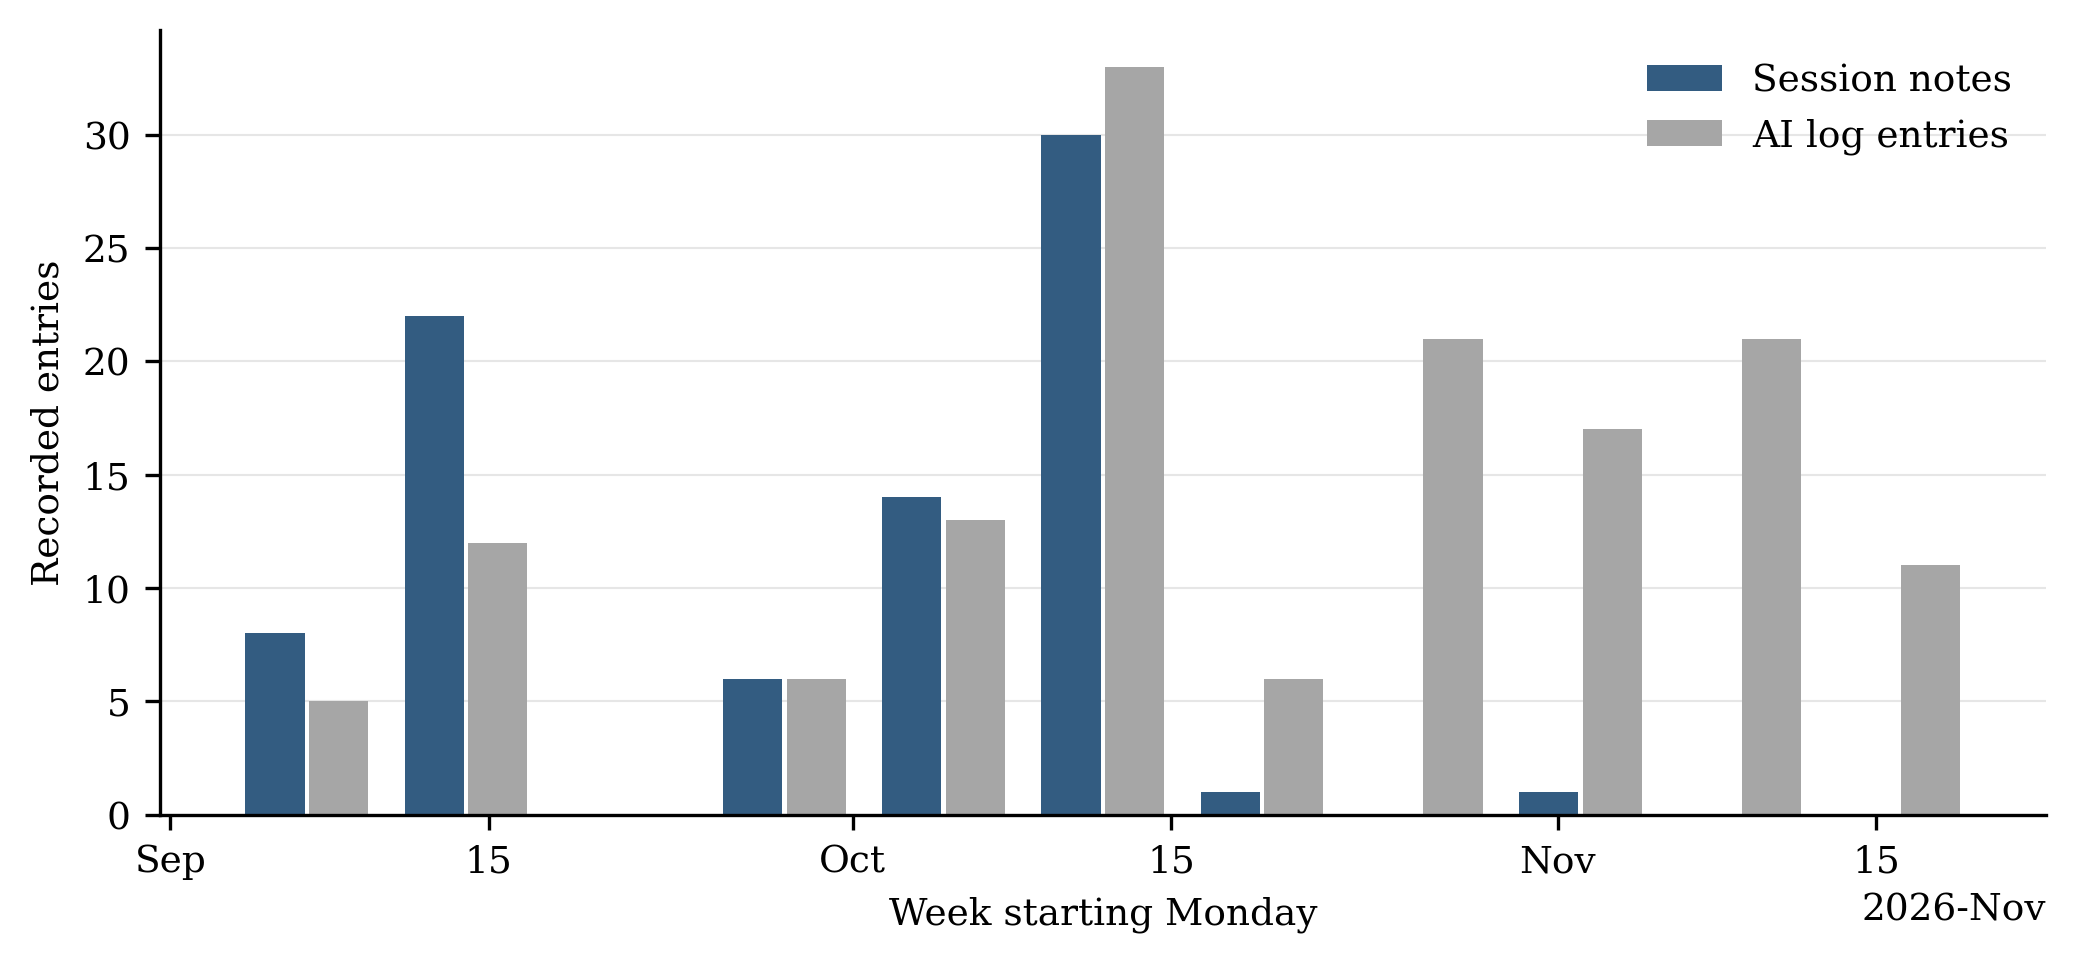 Session notes
AI log entries
Recorded entries
30
25
20
15
10
5
0
Sep 15 Oct 15 Nov 15
2026-Nov
Week starting Monday